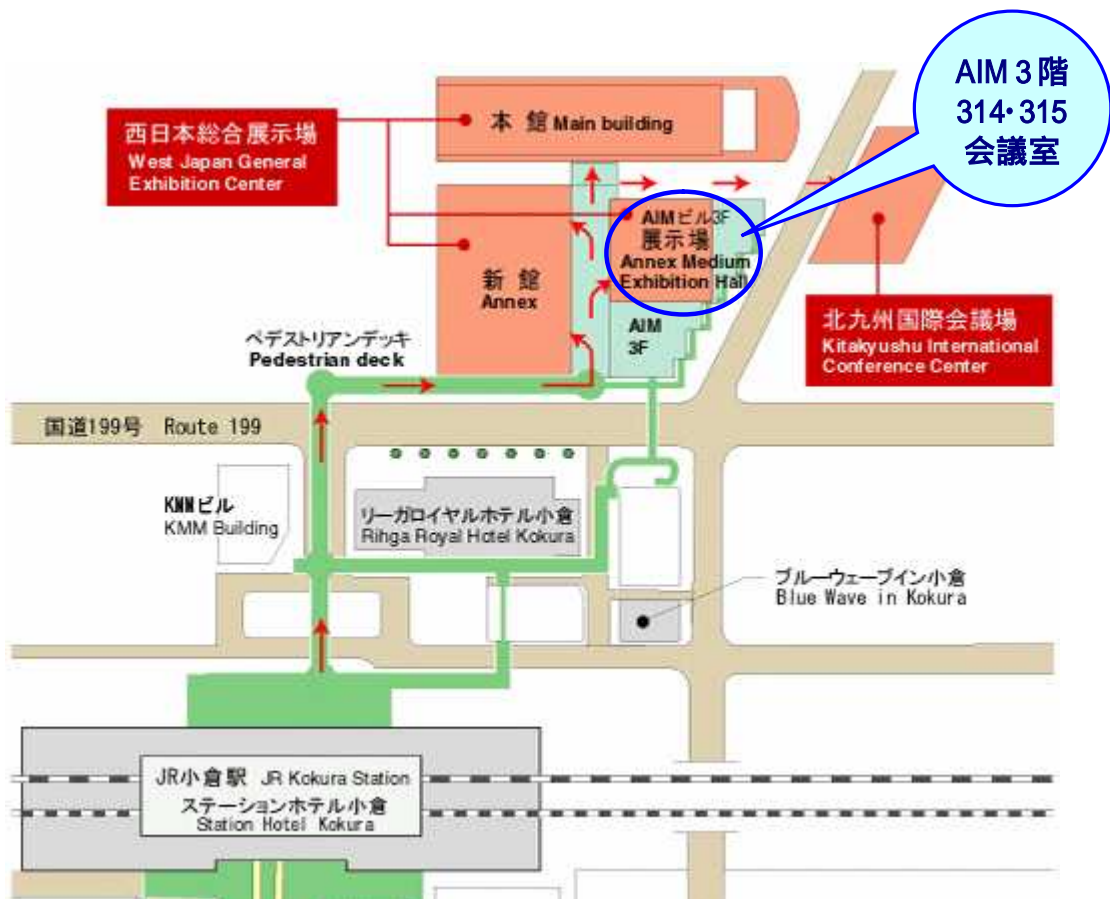 AIM 3 階
314・315
会議室
本 館 Main building
西日本総合展示場
West Japan General
Exhibition Center
AIMビル3F
展示場
Annex Medium
Exhibition Hall
新 館
Annex
AIM
3F
北九州国際会議場
Kitakyushu International
Conference Center
ペデストリアンデッキ
Pedestrian deck
国道199号 Route 199
KMMビル
KMM Building
リーガロイヤルホテル小倉
Rihga Royal Hotel Kokura
ブルーウェーブイン小倉
Blue Wave in Kokura
JR小倉駅 JR Kokura Station
ステーションホテル小倉
Station Hotel Kokura